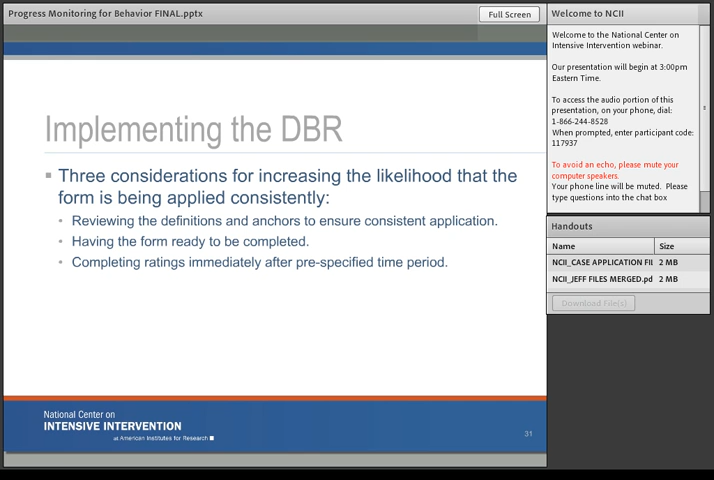 Progress Monitoring for Behavior FINAL.pptx
Full Screen
Implementing the DBR
Three considerations for increasing the likelihood that the
form is being applied consistently:
Reviewing the definitions and anchors to ensure consistent application.
Having the form ready to be completed.
Completing ratings immediately after pre-specified time period.
National Center on
INTENSIVE INTERVENTION
at American Institutes for Research
31
Welcome to NCII
Welcome to the National Center on
Intensive Intervention webinar.
Our presentation will begin at 3:00pm
Eastern Time.
To access the audio portion of this
presentation, on your phone, dial:
1-866-244-8528
When prompted, enter participant code:
117937
To avoid an echo, please mute your
computer speakers.
Your phone line will be muted. Please
type questions into the chat box
Handouts
Name Size
NCII_CASE APPLICATION FII 2 MB
NCII_JEFF FILES MERGED.pd 2 MB
Download File(s)